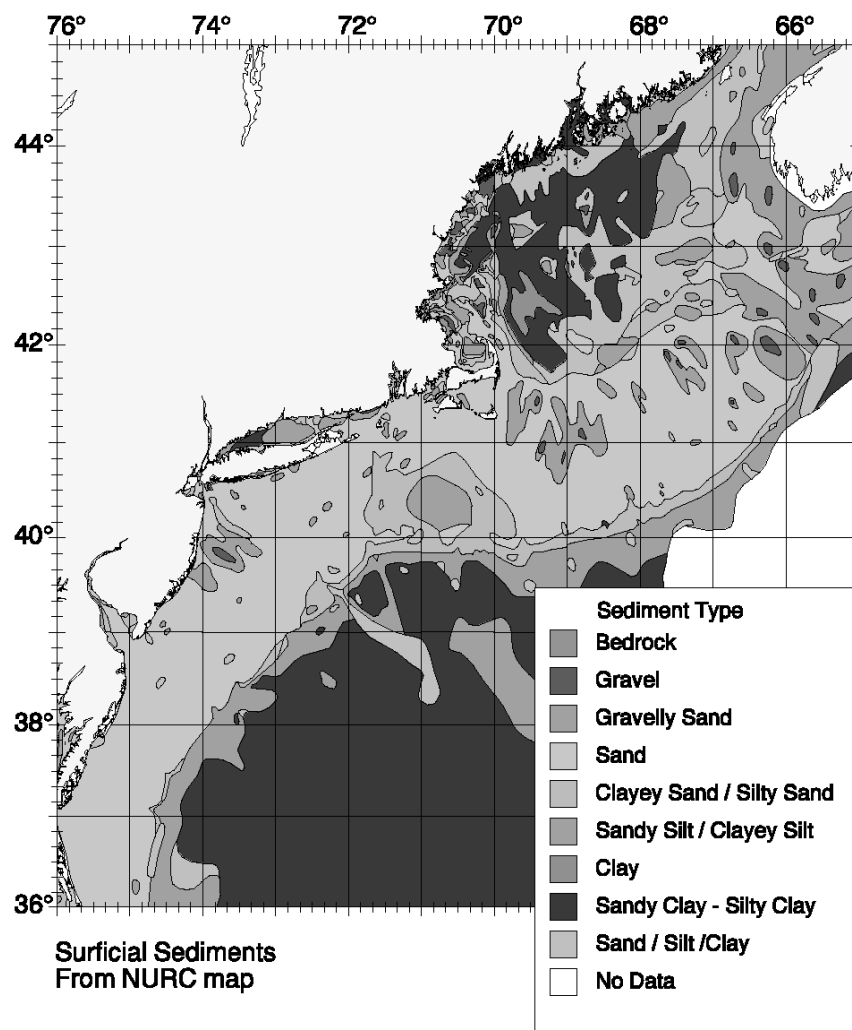 76° 74° 72° 70° 68° 66°
44°
42°
40°
38°
36°
Sediment Type
Bedrock
Gravel
Gravelly Sand
Sand
Clayey Sand / Silty Sand
Sandy Silt / Clayey Silt
Clay
Sandy Clay - Silty Clay
Sand / Silt /Clay
No Data
Surficial Sediments
From NURC map